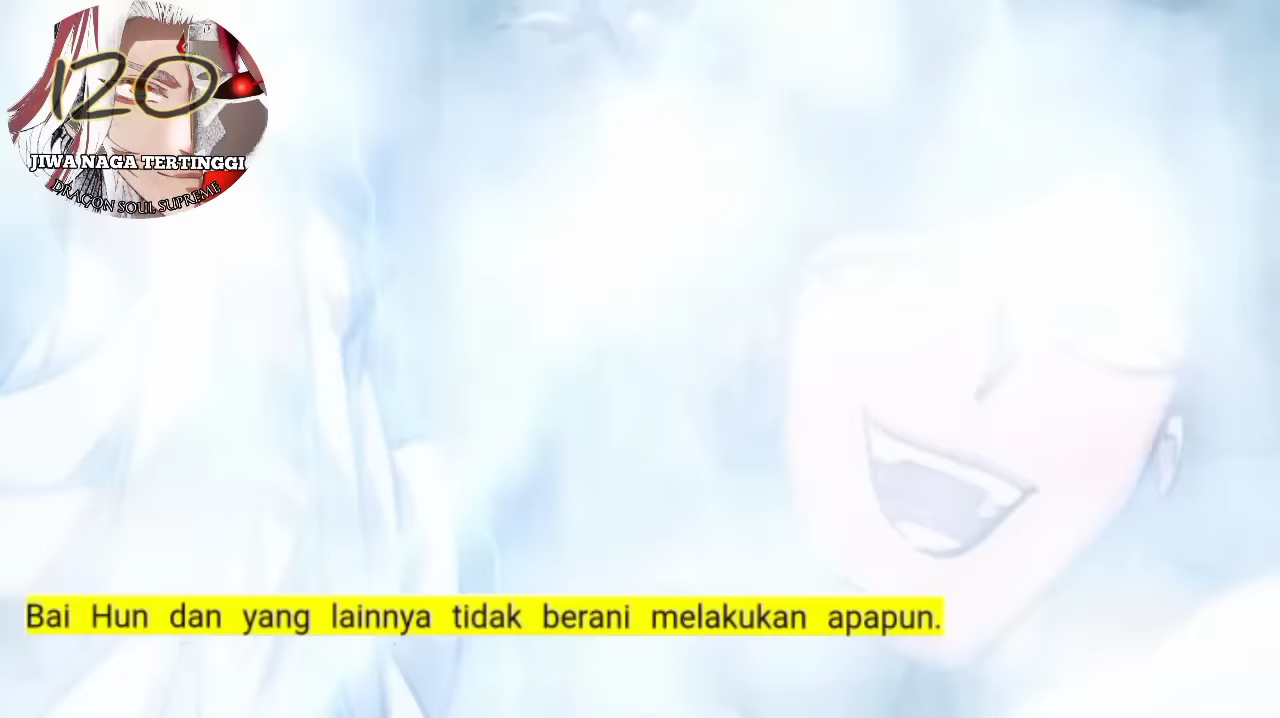 120
JIWA NAGA TERTINGGI
DRAGON SOUL SUPREME
Bai Hun dan yang lainnya tidak berani melakukan apapun.